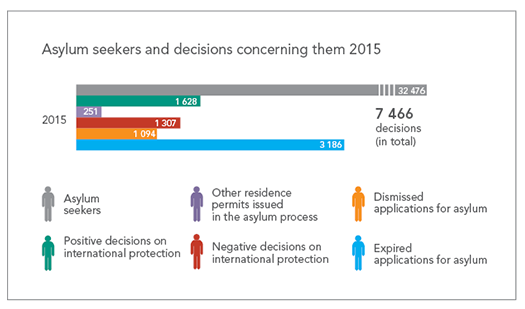 Asylum seekers and decisions concerning them 2015
32 476
1 628
251
2015
1 307
1 094
3 186
7 466
decisions
(in total)
Asylum
seekers
Other residence
permits issued
in the asylum process
Dismissed
applications for asylum
Positive decisions on
international protection
Negative decisions on
international protection
Expired
applications for asylum